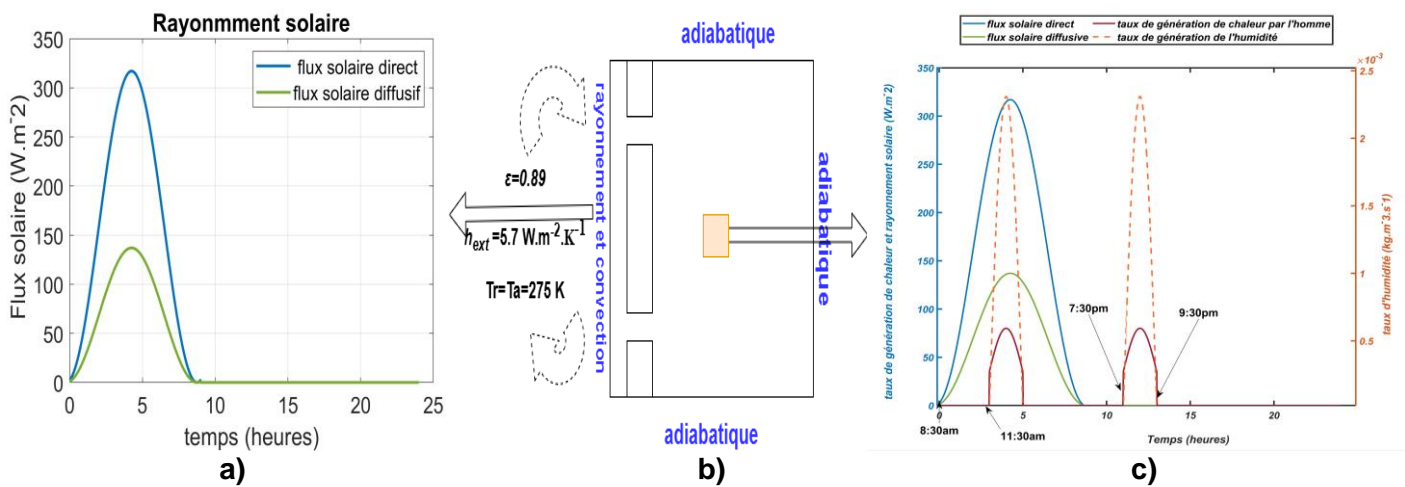 Rayonmment solaire
flux solaire direct
flux solaire diffusif
Flux solaire (W.m^-2)
350
300
250
200
150
100
50
0
0 5 10 15 20 25
temps (heures)
a)
adiabatique
rayonnement et convection
ε=0.89
h_ext =5.7 W.m^-2.K^-1
Tr=Ta=275 K
adiabatique
adiabatique
b)
flux solaire direct
flux solaire diffusive
taux de génération de chaleur par l'homme
taux de génération de l'humidité
taux de génération de chaleur et rayonnement solaire (W.m^-2)
350
300
250
200
150
100
50
0
×10^-3
2.5
2
1.5
1
0.5
taux d'humidité (kg.m^-3.s^-1)
7:30pm
9:30pm
0 5 10 15 20
8:30am
11:30am
Temps (heures)
c)